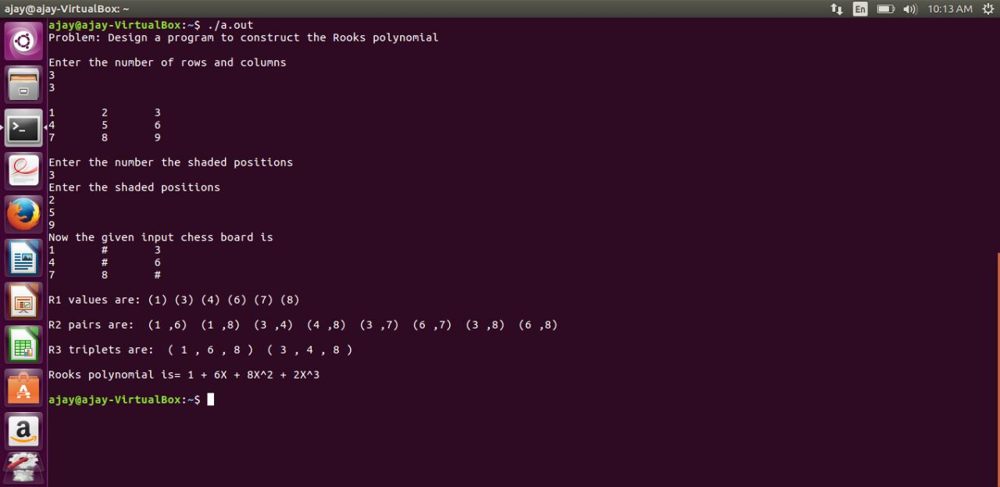 ajay@ajay-VirtualBox: ~ En 10:13 AM
ajay@ajay-VirtualBox:~$ ./a.out
Problem: Design a program to construct the Rooks polynomial
Enter the number of rows and columns
3
3
1 2 3
4 5 6
7 8 9
Enter the number the shaded positions
3
Enter the shaded positions
2
5
9
Now the given input chess board is
1 # 3
4 # 6
7 8 #
R1 values are: (1) (3) (4) (6) (7) (8)
R2 pairs are:  (1 ,6)  (1 ,8)  (3 ,4)  (4 ,8)  (3 ,7)  (6 ,7)  (3 ,8)  (6 ,8)
R3 triplets are:  ( 1 , 6 , 8 )  ( 3 , 4 , 8 )
Rooks polynomial is= 1 + 6X + 8X^2 + 2X^3
ajay@ajay-VirtualBox:~$